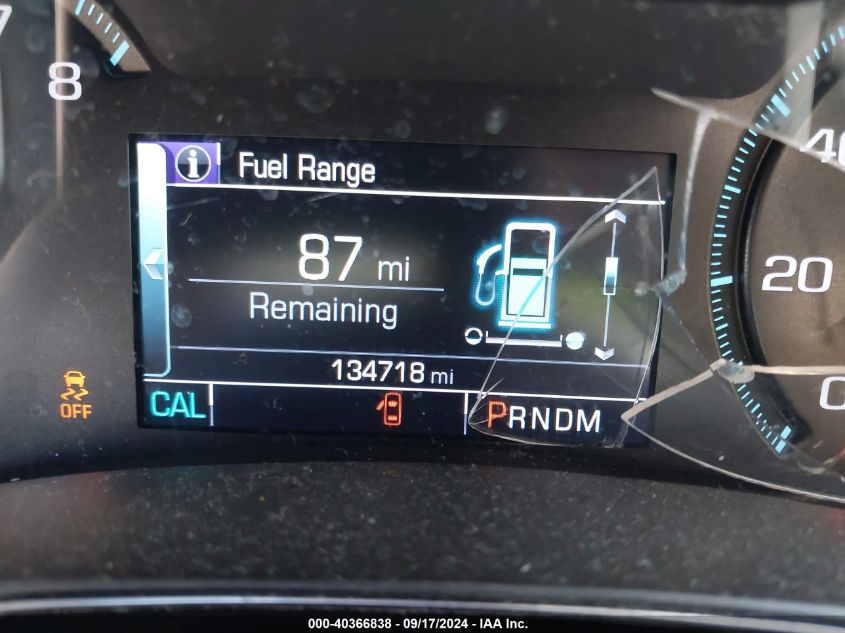 8
Fuel Range
87 mi
Remaining
134718 mi
OFF
CAL
PRNDM
20
0
000-40366838 - 09/17/2024 - IAA Inc.